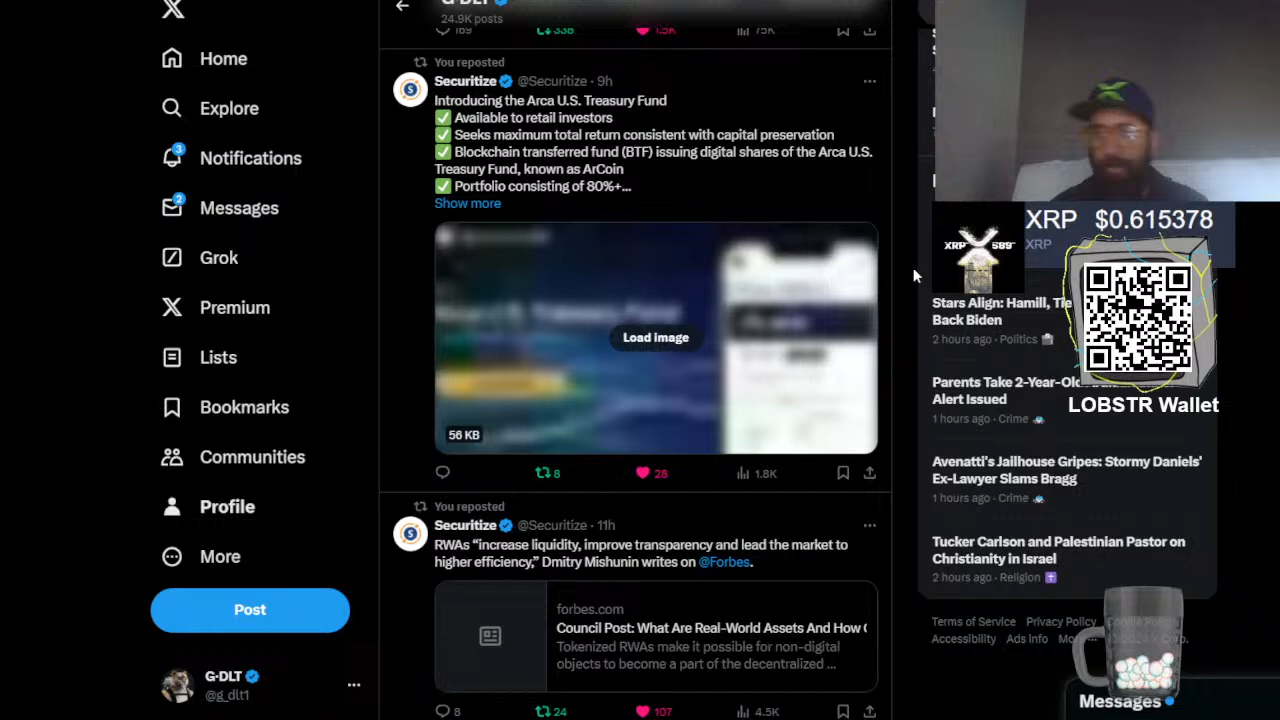 Home
Explore
3
Notifications
2
Messages
Grok
Premium
Lists
Bookmarks
Communities
Profile
More
Post
G-DLT
@g_dlt1
G-DLT
24.9K posts
169
338
1.5K
75K
You reposted
Securitize @Securitize · 9h
Introducing the Arca U.S. Treasury Fund
✅ Available to retail investors
✅ Seeks maximum total return consistent with capital preservation
✅ Blockchain transferred fund (BTF) issuing digital shares of the Arca U.S.
Treasury Fund, known as ArCoin
✅ Portfolio consisting of 80%+...
Show more
Load image
56 KB
8
28
1.8K
You reposted
Securitize @Securitize · 11h
RWAs “increase liquidity, improve transparency and lead the market to
higher efficiency,” Dmitry Mishunin writes on @Forbes.
forbes.com
Council Post: What Are Real-World Assets And How
Tokenized RWAs make it possible for non-digital
objects to become a part of the decentralized ...
8
24
107
4.5K
XRP $0.615378
XRP
XRP 589
LOBSTR Wallet
Stars Align: Hamill,
Back Biden
2 hours ago · Politics
Parents Take 2-Year-Old
Alert Issued
1 hours ago · Crime
Avenatti's Jailhouse Gripes: Stormy Daniels'
Ex-Lawyer Slams Bragg
1 hours ago · Crime
Tucker Carlson and Palestinian Pastor on
Christianity in Israel
2 hours ago · Religion
Terms of Service Privacy Policy Cookie Policy
Accessibility Ads info Corp.
Messages